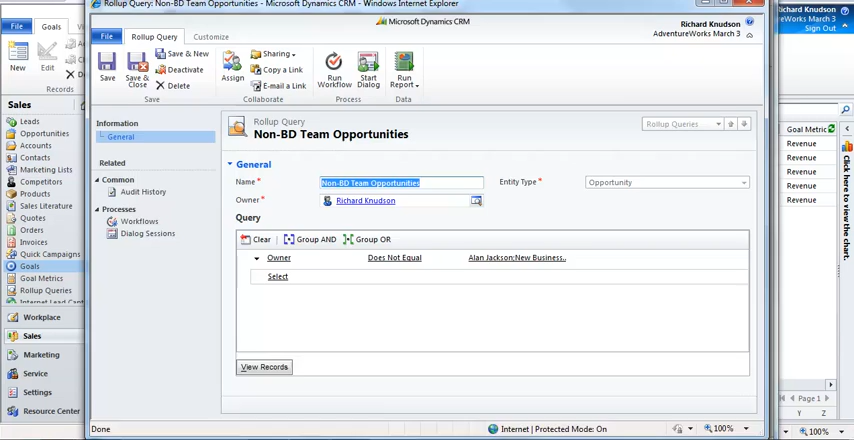 Rollup Query: Non-BD Team Opportunities - Microsoft Dynamics CRM - Windows Internet Explorer
Microsoft Dynamics CRM
Richard Knudson
AdventureWorks March 3
File
Rollup Query
Customize
Save
Save & Close
Save & New
Deactivate
Delete
Save
Assign
Sharing
Copy a Link
E-mail a Link
Collaborate
Run Workflow
Start Dialog
Process
Run Report
Data
Information
General
Related
Common
Audit History
Processes
Workflows
Dialog Sessions
Rollup Query
Non-BD Team Opportunities
Rollup Queries
General
Name *
Non-BD Team Opportunities
Entity Type *
Opportunity
Owner *
Richard Knudson
Query
Clear
Group AND
Group OR
Owner
Does Not Equal
Alan Jackson;New Business..
Select
View Records
Done
Internet | Protected Mode: On
100%
File
Goals
New
Edit
Records
Sales
Leads
Opportunities
Accounts
Contacts
Marketing Lists
Competitors
Products
Sales Literature
Quotes
Orders
Invoices
Quick Campaigns
Goals
Goal Metrics
Rollup Queries
Workplace
Sales
Marketing
Service
Settings
Resource Center
Richard Knudson
AdventureWorks March 3
Sign Out
Goal Metric
Revenue
Revenue
Revenue
Revenue
Revenue
Click here to view the chart.
Page 1
Y
Z
100%